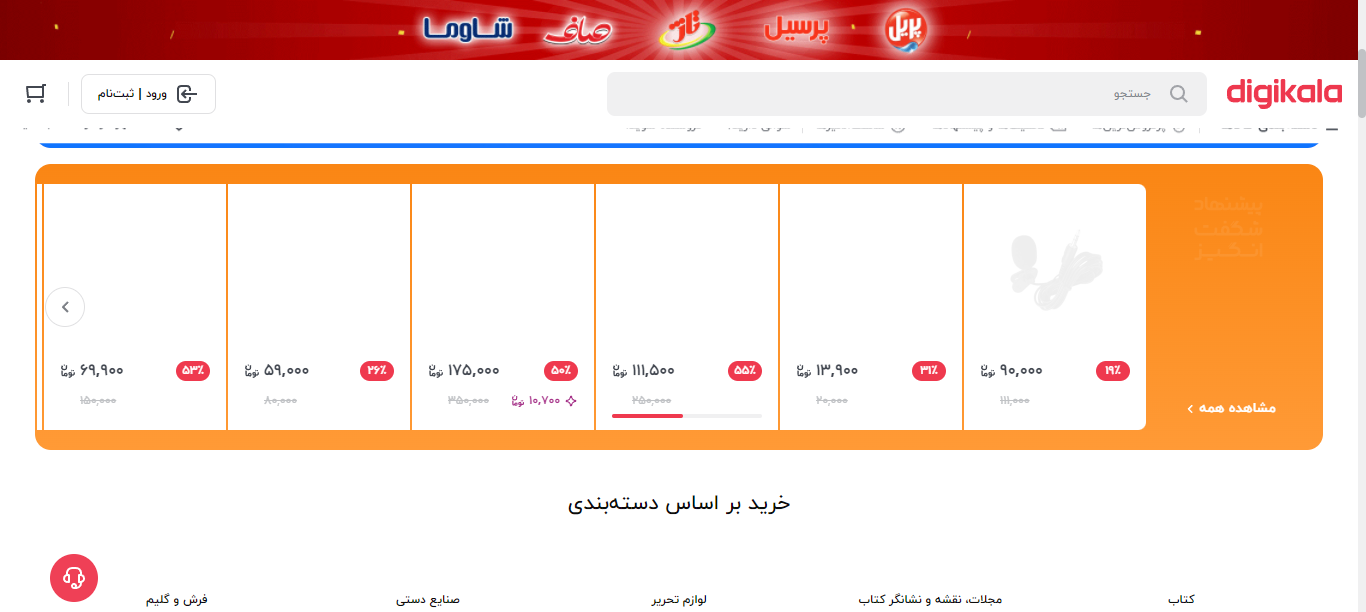 پریل
پرسیل
تاژ
صاف
شاوما
digikala
جستجو
ورود | ثبت‌نام
پیشنهاد
شگفت
انگیز
مشاهده همه
۱۹٪ ۹۰,۰۰۰ تومان
۱۱۱,۰۰۰
۳۱٪ ۱۳,۹۰۰ تومان
۲۰,۰۰۰
۵۵٪ ۱۱۱,۵۰۰ تومان
۲۵۰,۰۰۰
۵۰٪ ۱۷۵,۰۰۰ تومان
۱۰,۷۰۰ تومان ۳۵۰,۰۰۰
۲۶٪ ۵۹,۰۰۰ تومان
۸۰,۰۰۰
۵۳٪ ۶۹,۹۰۰ تومان
۱۵۰,۰۰۰
خرید بر اساس دسته‌بندی
کتاب
مجلات، نقشه و نشانگر کتاب
لوازم تحریر
صنایع دستی
فرش و گلیم